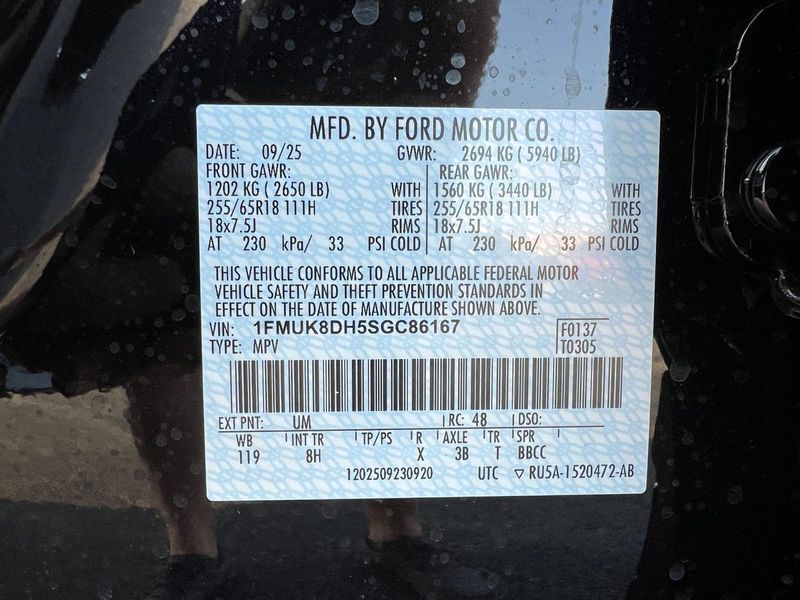 MFD. BY FORD MOTOR CO.
DATE: 09/25 GVWR: 2694 KG ( 5940 LB)
FRONT GAWR: REAR GAWR:
1202 KG ( 2650 LB) WITH 1560 KG ( 3440 LB) WITH
255/65R18 111H TIRES 255/65R18 111H TIRES
18x7.5J RIMS 18x7.5J RIMS
AT 230 kPa/ 33 PSI COLD AT 230 kPa/ 33 PSI COLD
THIS VEHICLE CONFORMS TO ALL APPLICABLE FEDERAL MOTOR
VEHICLE SAFETY AND THEFT PREVENTION STANDARDS IN
EFFECT ON THE DATE OF MANUFACTURE SHOWN ABOVE.
VIN: 1FMUK8DH5SGC86167 F0137
TYPE: MPV T0305
EXT PNT: UM RC: 48 DSO:
WB INT TR TP/PS R AXLE TR SPR
119 8H X 3B T BBCC
1202509230920 UTC ▽ RU5A-1520472-AB